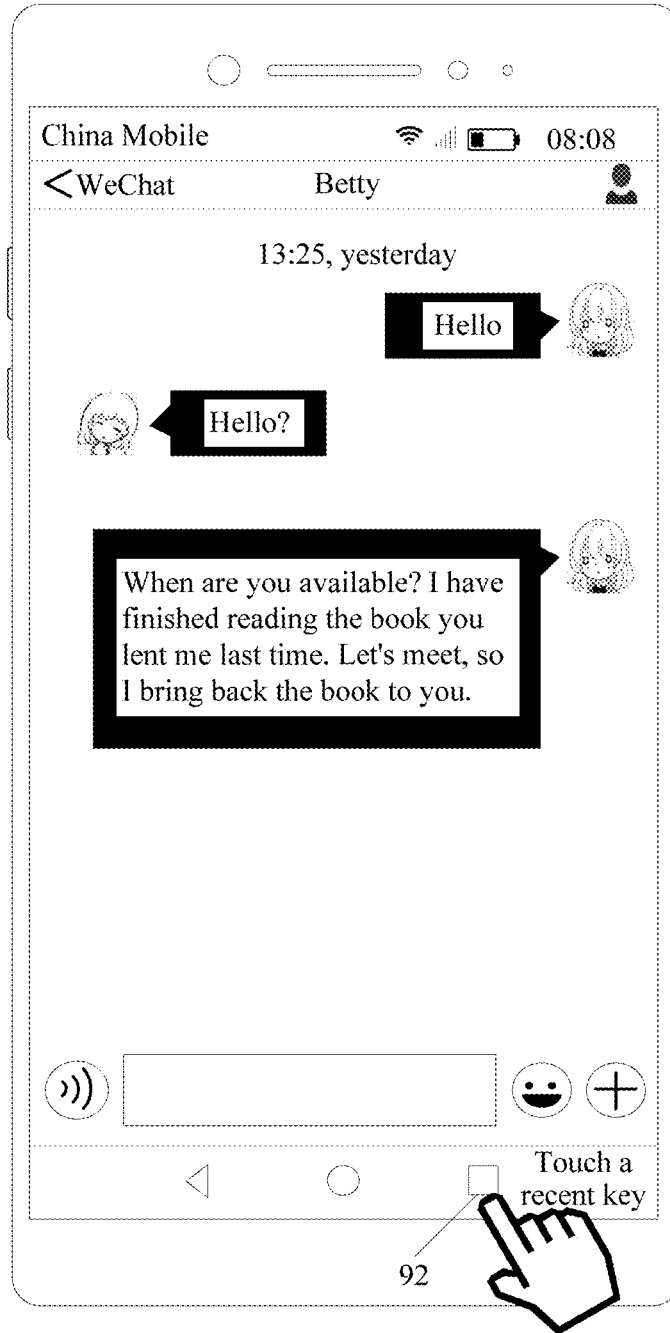 China Mobile 08:08
WeChat Betty
13:25, yesterday
Hello
Hello?
When are you available? I have
finished reading the book you
lent me last time. Let's meet, so
I bring back the book to you.
Touch a
recent key
92